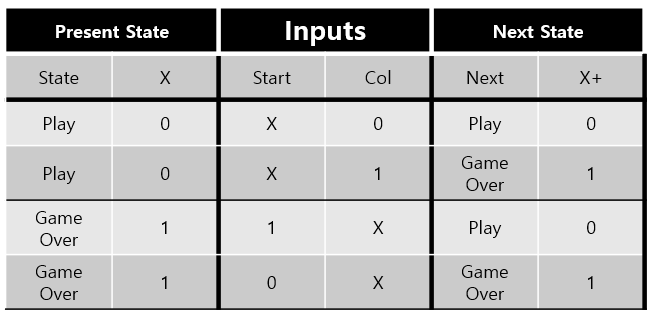 Present State Inputs Next State
State X Start Col Next X+
Play 0 X 0 Play 0
Play 0 X 1 Game Over 1
Game Over 1 1 X Play 0
Game Over 1 0 X Game Over 1